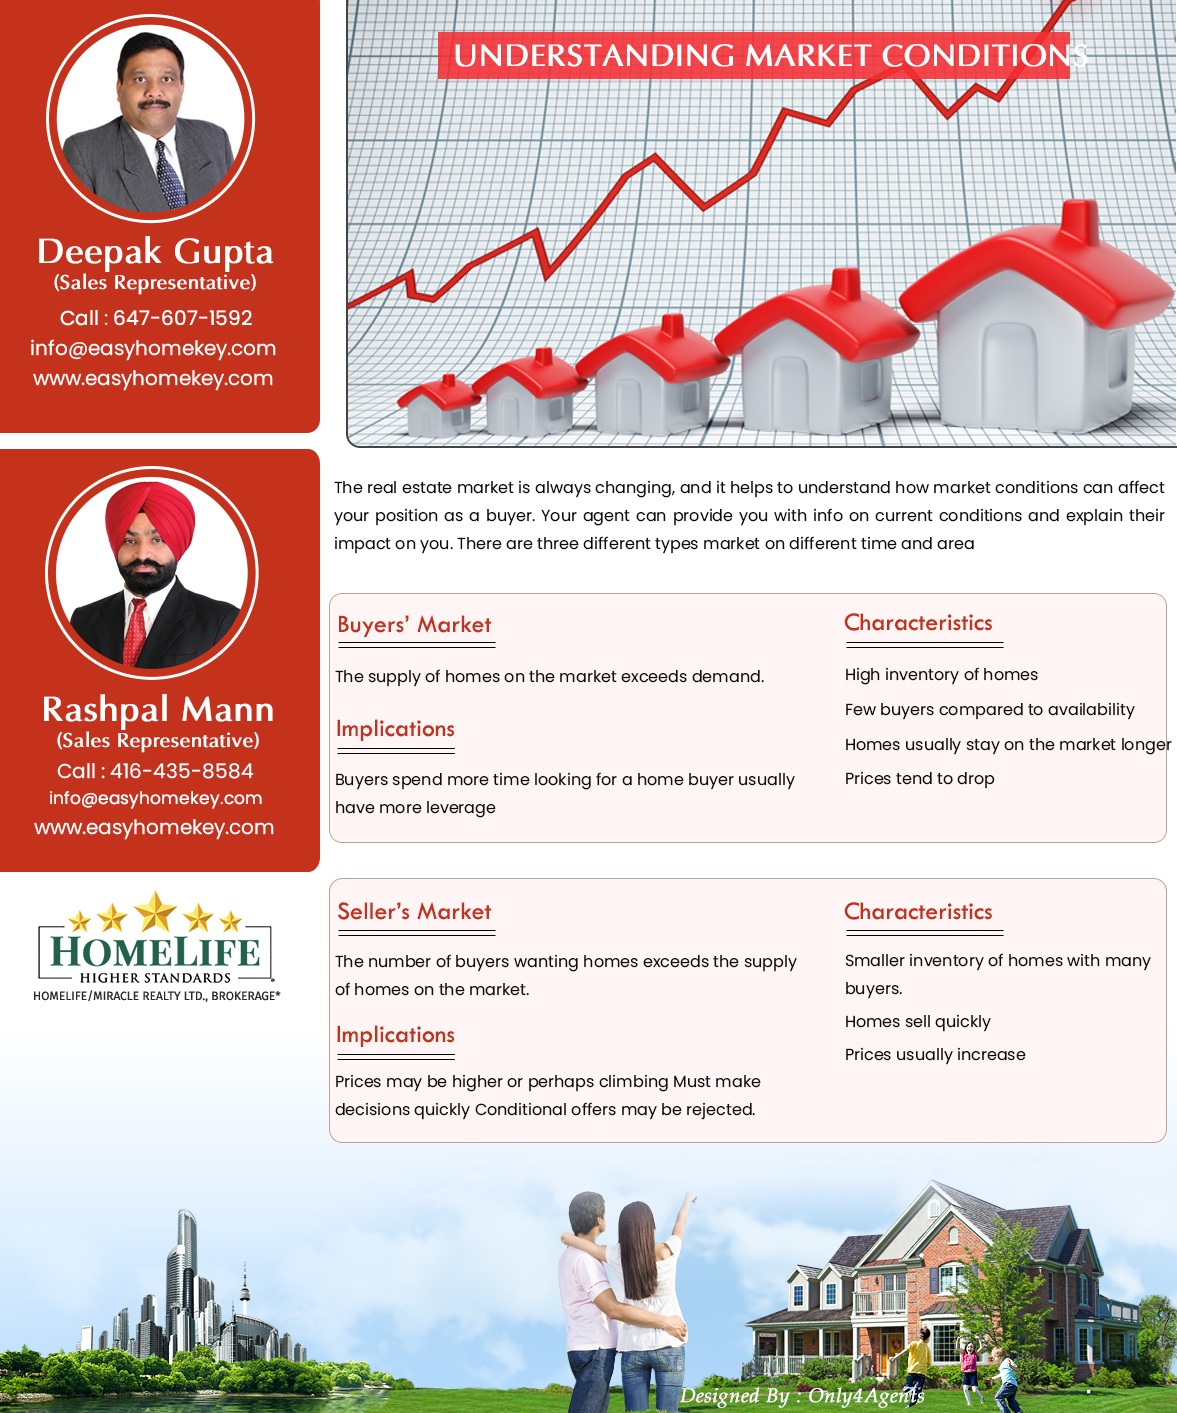 Deepak Gupta
(Sales Representative)
Call : 647-607-1592
info@easyhomekey.com
www.easyhomekey.com
Rashpal Mann
(Sales Representative)
Call : 416-435-8584
info@easyhomekey.com
www.easyhomekey.com
HOMELIFE
HIGHER STANDARDS
HOMELIFE/MIRACLE REALTY LTD., BROKERAGE*
UNDERSTANDING MARKET CONDITIONS
The real estate market is always changing, and it helps to understand how market conditions can affect
your position as a buyer. Your agent can provide you with info on current conditions and explain their
impact on you. There are three different types market on different time and area
Buyers’ Market
The supply of homes on the market exceeds demand.
Implications
Buyers spend more time looking for a home buyer usually
have more leverage
Characteristics
High inventory of homes
Few buyers compared to availability
Homes usually stay on the market longer
Prices tend to drop
Seller’s Market
The number of buyers wanting homes exceeds the supply
of homes on the market.
Implications
Prices may be higher or perhaps climbing Must make
decisions quickly Conditional offers may be rejected.
Characteristics
Smaller inventory of homes with many
buyers.
Homes sell quickly
Prices usually increase
Designed By : Only4Agents